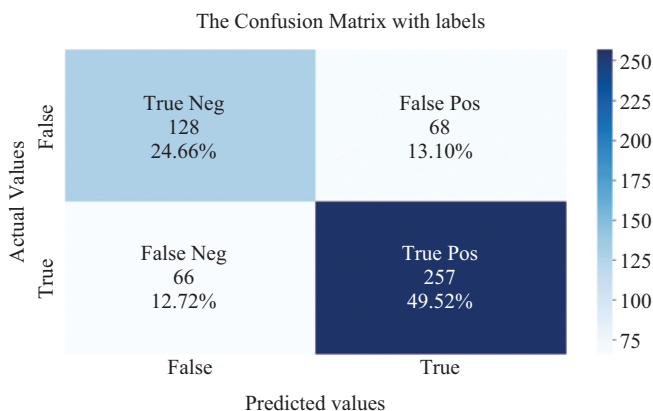 The Confusion Matrix with labels
Actual Values
False
True
True Neg
128
24.66%
False Pos
68
13.10%
False Neg
66
12.72%
True Pos
257
49.52%
False
True
Predicted values
250
225
200
175
150
125
100
75